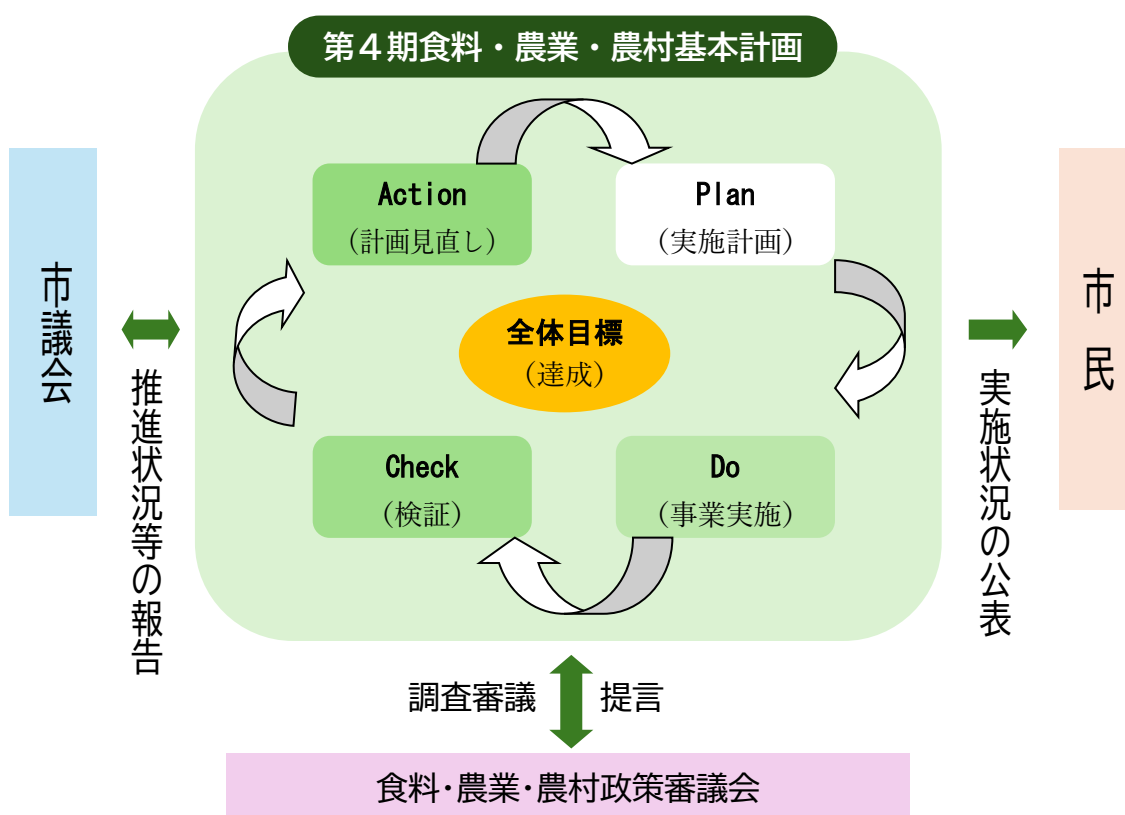 第４期食料・農業・農村基本計画
Action
（計画見直し）
Plan
（実施計画）
全体目標
（達成）
Check
（検証）
Do
（事業実施）
市議会
推進状況等の報告
市民
実施状況の公表
調査審議
提言
食料・農業・農村政策審議会